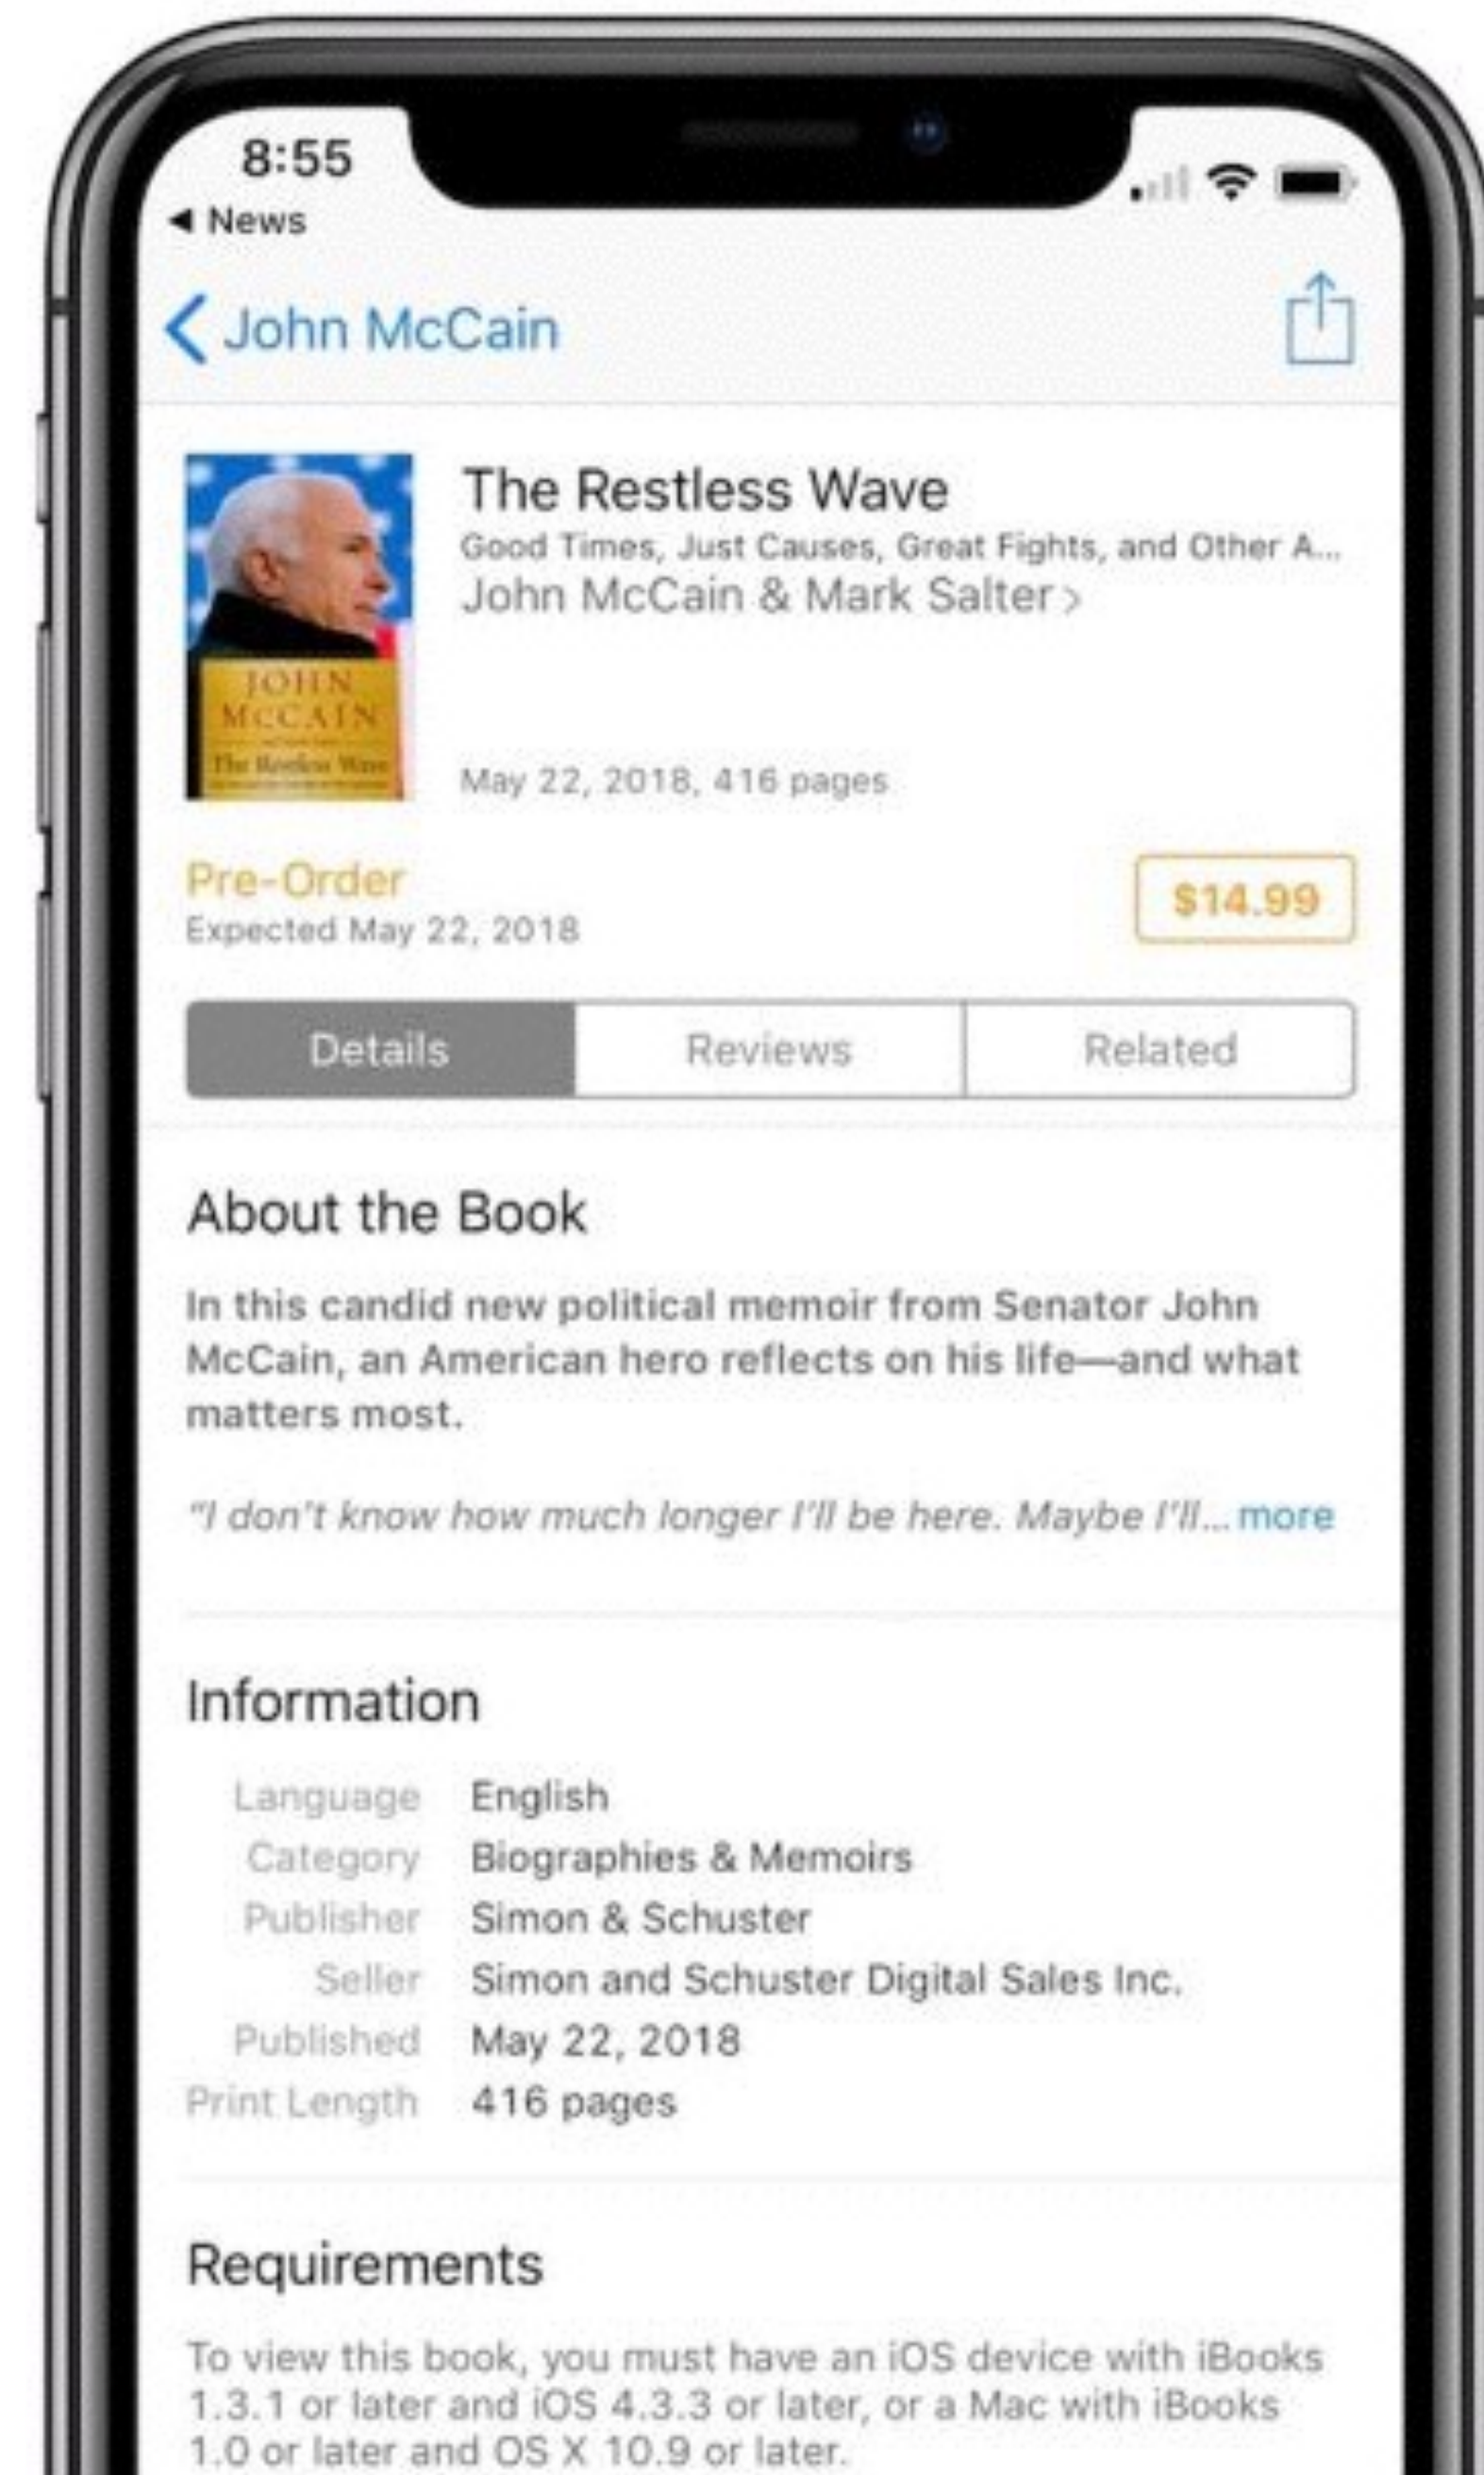 8:55
◀ News
John McCain
The Restless Wave
Good Times, Just Causes, Great Fights, and Other A...
John McCain & Mark Salter >
JOHN
MCCAIN
The Restless Wave
May 22, 2018, 416 pages
Pre-Order
Expected May 22, 2018
$14.99
Details Reviews Related
About the Book
In this candid new political memoir from Senator John
McCain, an American hero reflects on his life—and what
matters most.
"I don't know how much longer I'll be here. Maybe I'll... more
Information
Language English
Category Biographies & Memoirs
Publisher Simon & Schuster
Seller Simon and Schuster Digital Sales Inc.
Published May 22, 2018
Print Length 416 pages
Requirements
To view this book, you must have an iOS device with iBooks
1.3.1 or later and iOS 4.3.3 or later, or a Mac with iBooks
1.0 or later and OS X 10.9 or later.